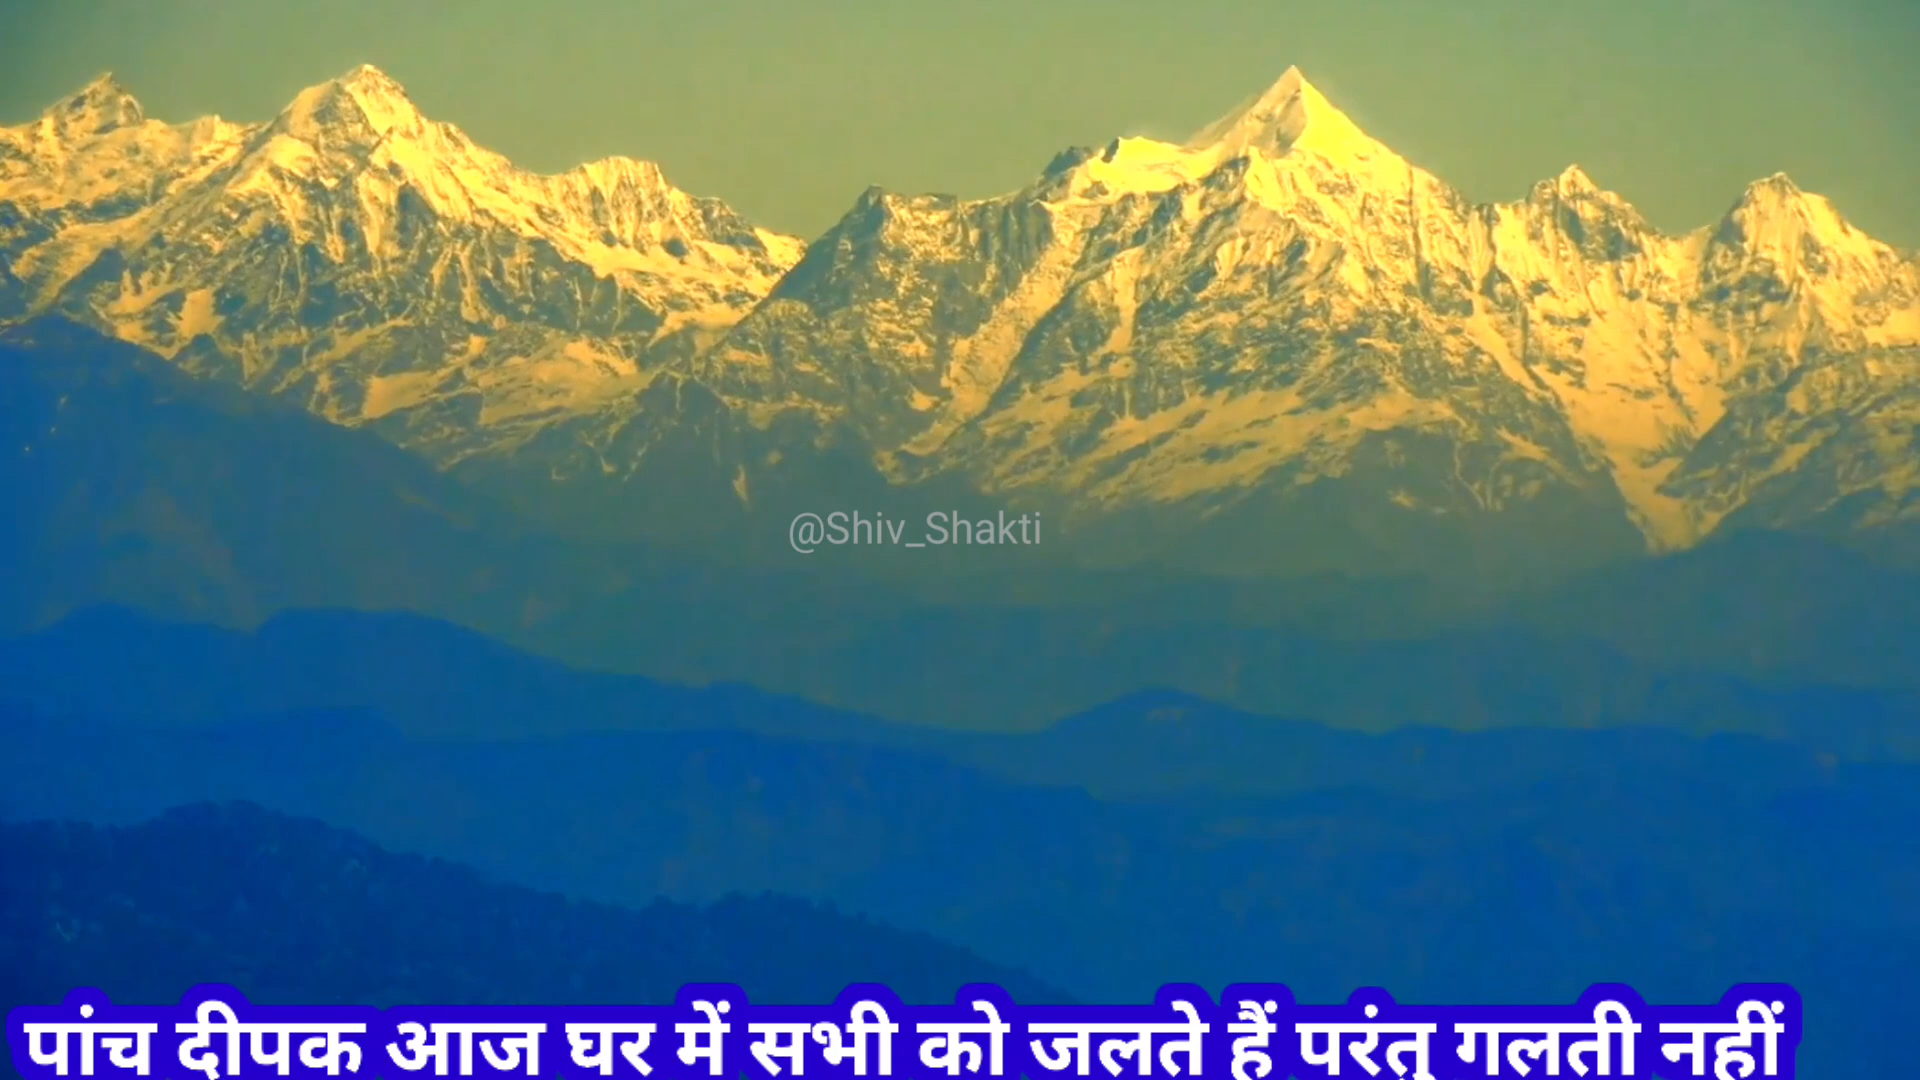 @Shiv_Shakti
पांच दीपक आज घर में सभी को जलते हैं परंतु गलती नहीं